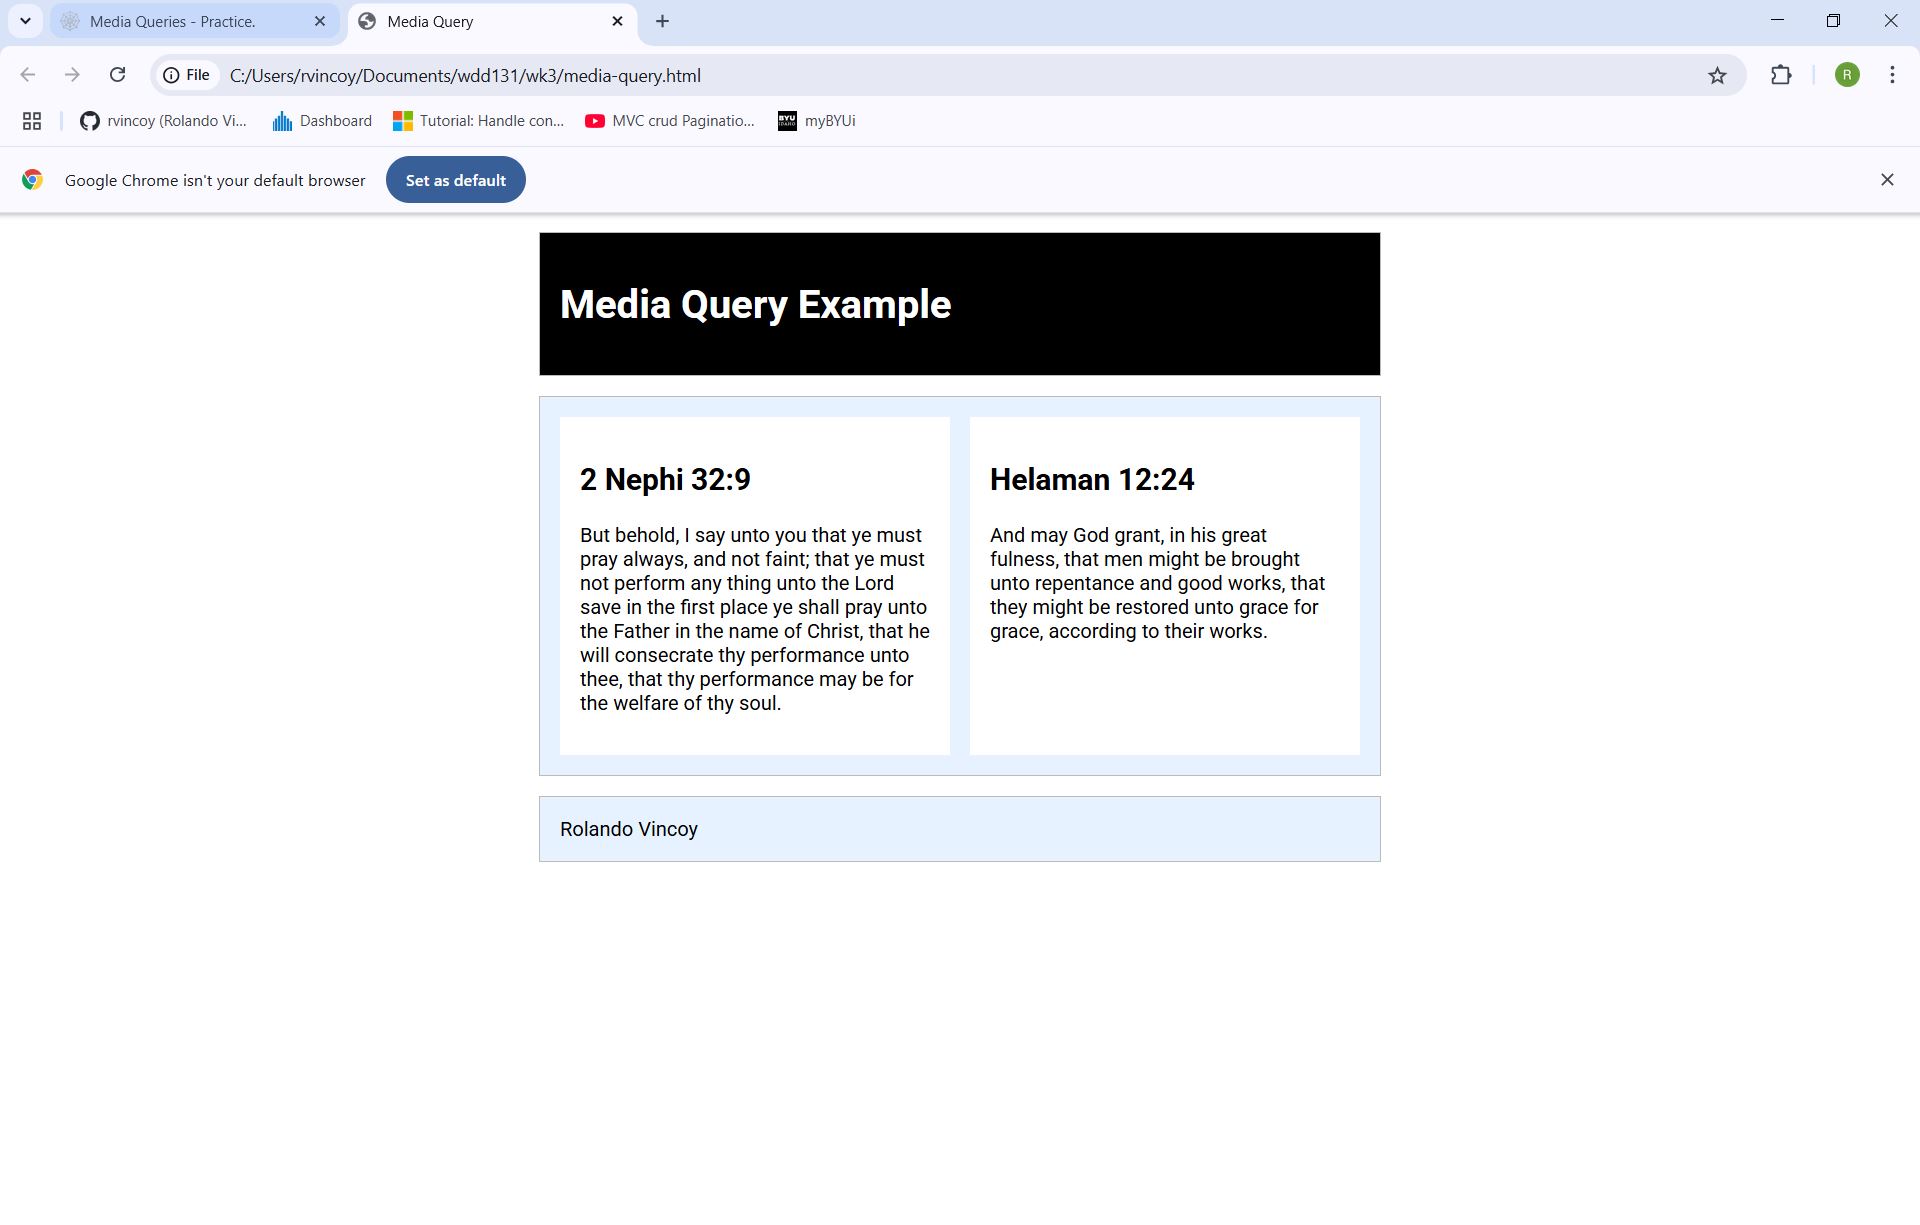 Media Queries - Practice.
Media Query
File
C:/Users/rvincoy/Documents/wdd131/wk3/media-query.html
R
rvincoy (Rolando Vi...
Dashboard
Tutorial: Handle con...
MVC crud Paginatio...
BYU
IDAHO
myBYUi
Google Chrome isn't your default browser
Set as default
Media Query Example
2 Nephi 32:9
But behold, I say unto you that ye must
pray always, and not faint; that ye must
not perform any thing unto the Lord
save in the first place ye shall pray unto
the Father in the name of Christ, that he
will consecrate thy performance unto
thee, that thy performance may be for
the welfare of thy soul.
Helaman 12:24
And may God grant, in his great
fulness, that men might be brought
unto repentance and good works, that
they might be restored unto grace for
grace, according to their works.
Rolando Vincoy